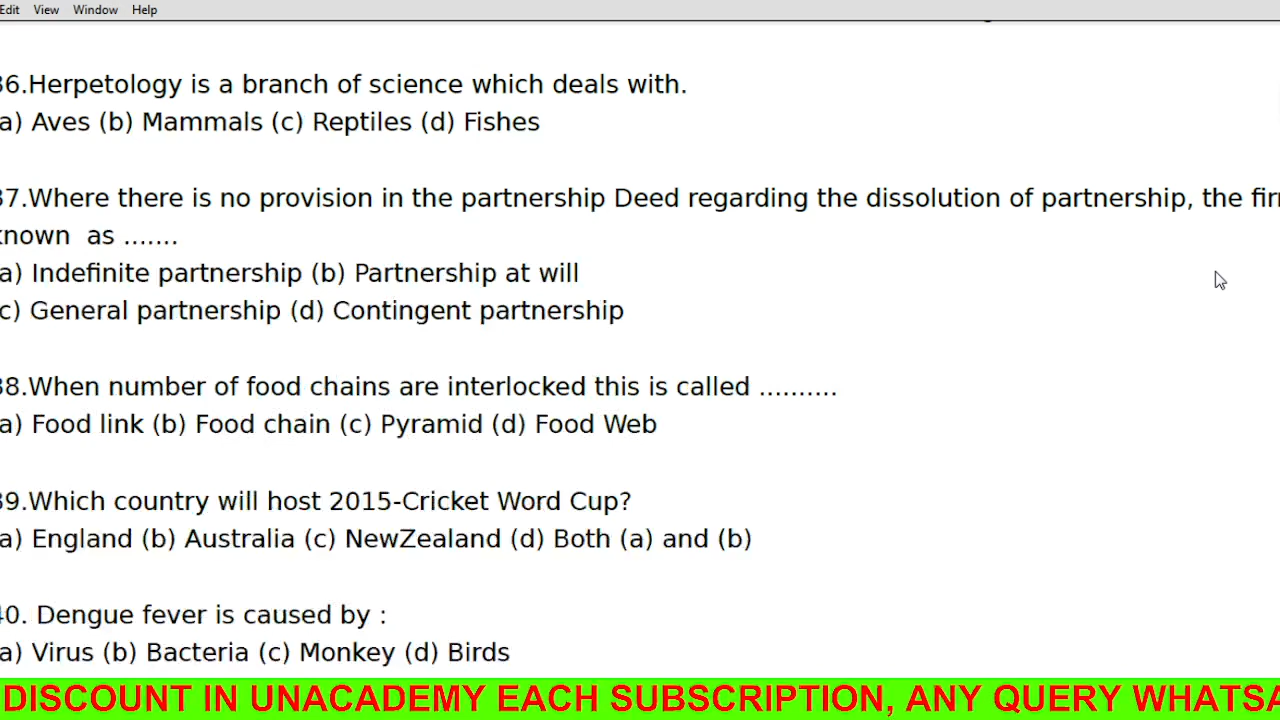 Edit View Window Help
36.Herpetology is a branch of science which deals with.
a) Aves (b) Mammals (c) Reptiles (d) Fishes
37.Where there is no provision in the partnership Deed regarding the dissolution of partnership, the
known as .......
a) Indefinite partnership (b) Partnership at will
c) General partnership (d) Contingent partnership
38.When number of food chains are interlocked this is called ..........
a) Food link (b) Food chain (c) Pyramid (d) Food Web
39.Which country will host 2015-Cricket Word Cup?
a) England (b) Australia (c) NewZealand (d) Both (a) and (b)
40. Dengue fever is caused by :
a) Virus (b) Bacteria (c) Monkey (d) Birds
DISCOUNT IN UNACADEMY EACH SUBSCRIPTION, ANY QUERY